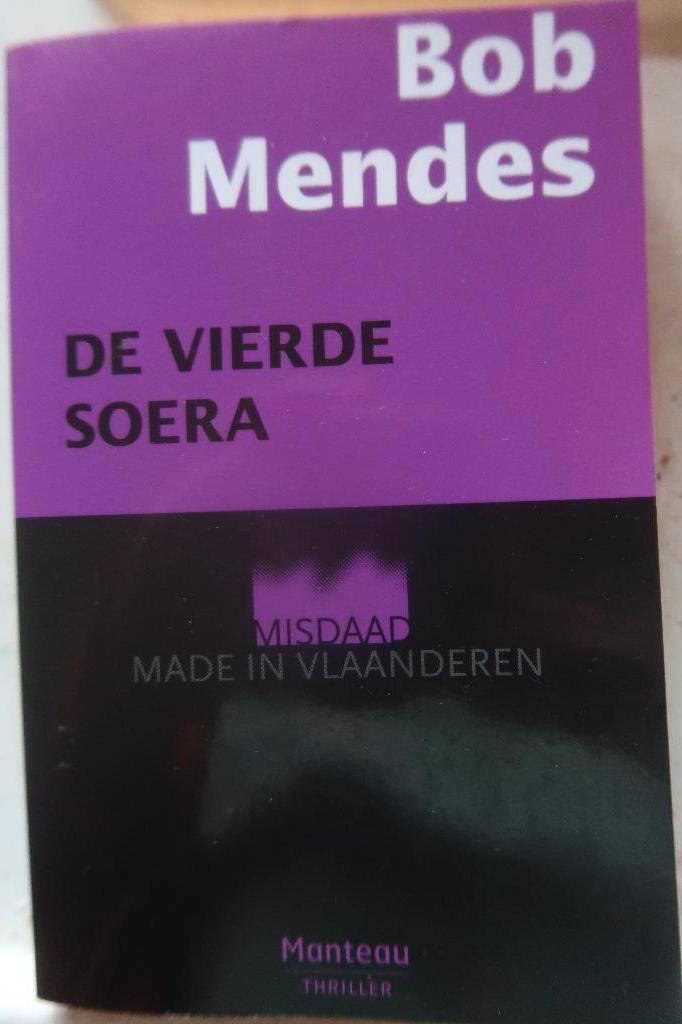 Bob
Mendes
DE VIERDE
SOERA
MISDAAD
MADE IN VLAANDEREN
Manteau
THRILLER